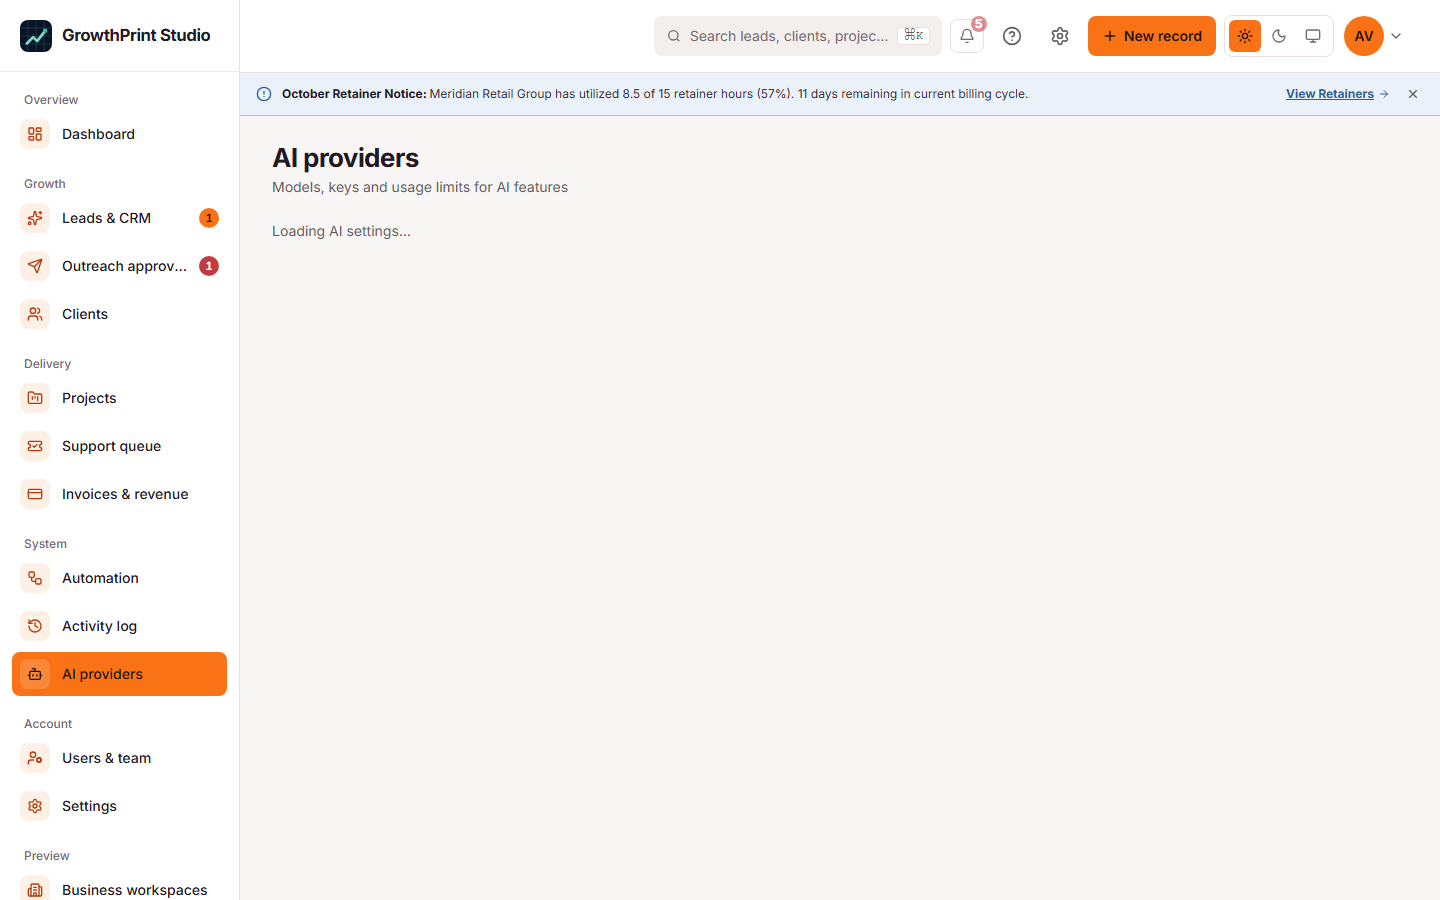 GrowthPrint Studio
Search leads, clients, projec... ⌘K
5
New record
AV
October Retainer Notice: Meridian Retail Group has utilized 8.5 of 15 retainer hours (57%). 11 days remaining in current billing cycle.
View Retainers
Overview
Dashboard
Growth
Leads & CRM 1
Outreach approv... 1
Clients
Delivery
Projects
Support queue
Invoices & revenue
System
Automation
Activity log
AI providers
Account
Users & team
Settings
Preview
Business workspaces
AI providers
Models, keys and usage limits for AI features
Loading AI settings...